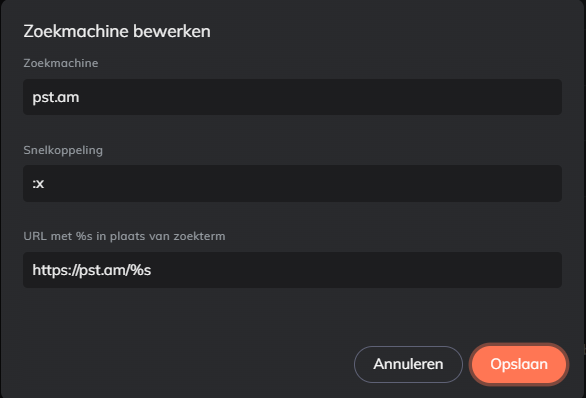 Zoekmachine bewerken
Zoekmachine
pst.am
Snelkoppeling
:x
URL met %s in plaats van zoekterm
https://pst.am/%s
Annuleren
Opslaan